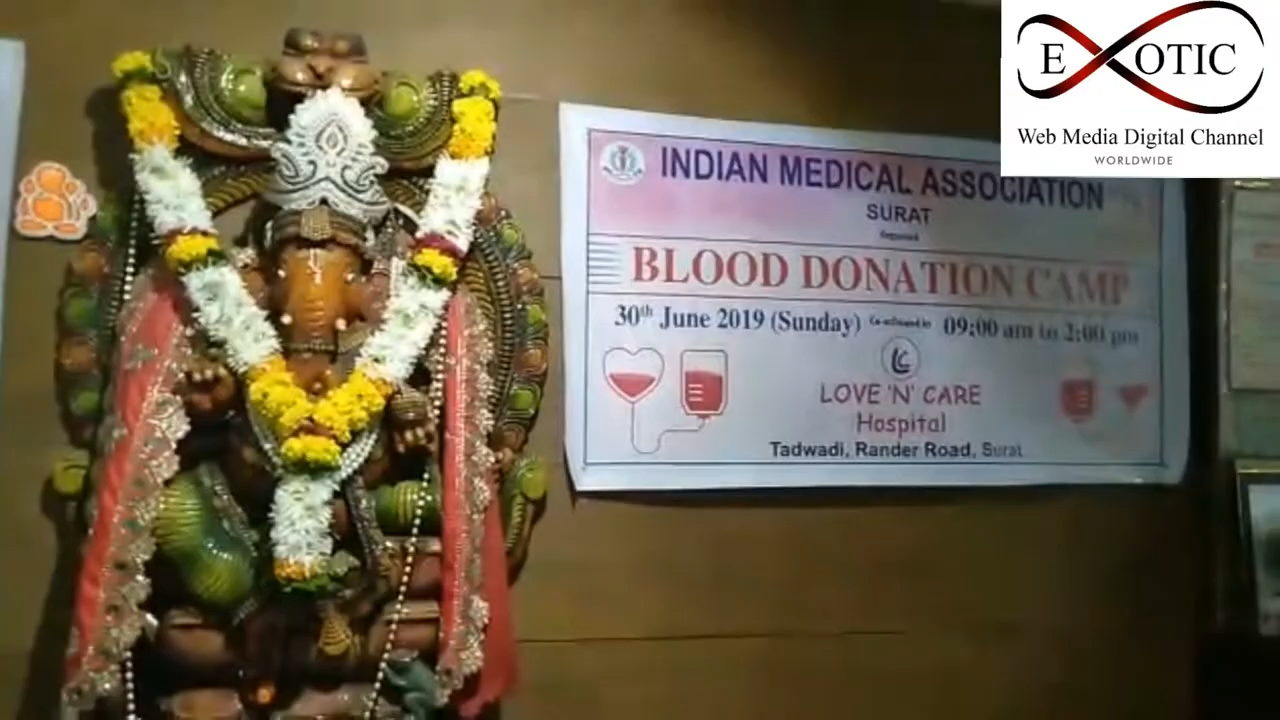 EXOTIC
Web Media Digital Channel
WORLDWIDE
INDIAN MEDICAL ASSOCIATION
SURAT
BLOOD DONATION CAMP
30th June 2019 (Sunday) 09:00 am to 2:00 pm
LC
LOVE 'N' CARE
Hospital
Tadwadi, Rander Road, Surat